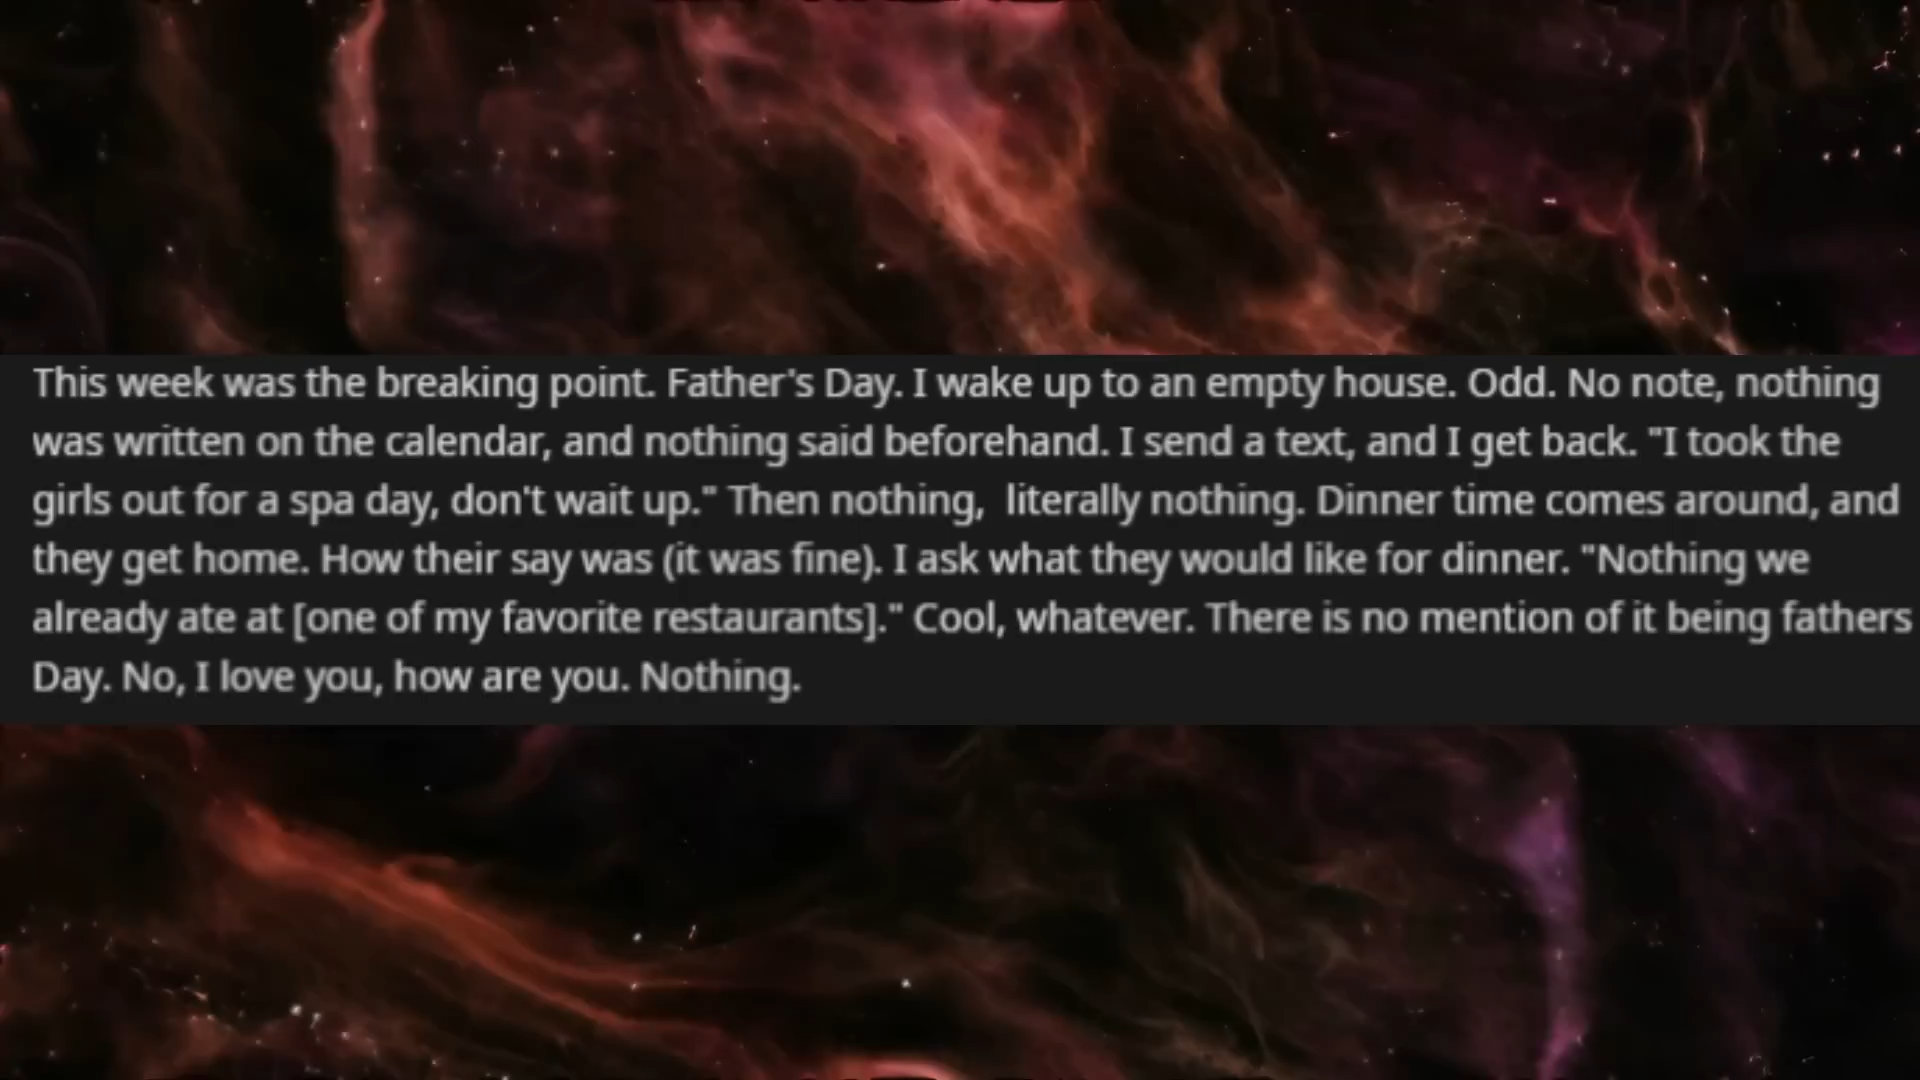 This week was the breaking point. Father's Day. I wake up to an empty house. Odd. No note, nothing
was written on the calendar, and nothing said beforehand. I send a text, and I get back. "I took the
girls out for a spa day, don't wait up." Then nothing,  literally nothing. Dinner time comes around, and
they get home. How their say was (it was fine). I ask what they would like for dinner. "Nothing we
already ate at [one of my favorite restaurants]." Cool, whatever. There is no mention of it being fathers
Day. No, I love you, how are you. Nothing.